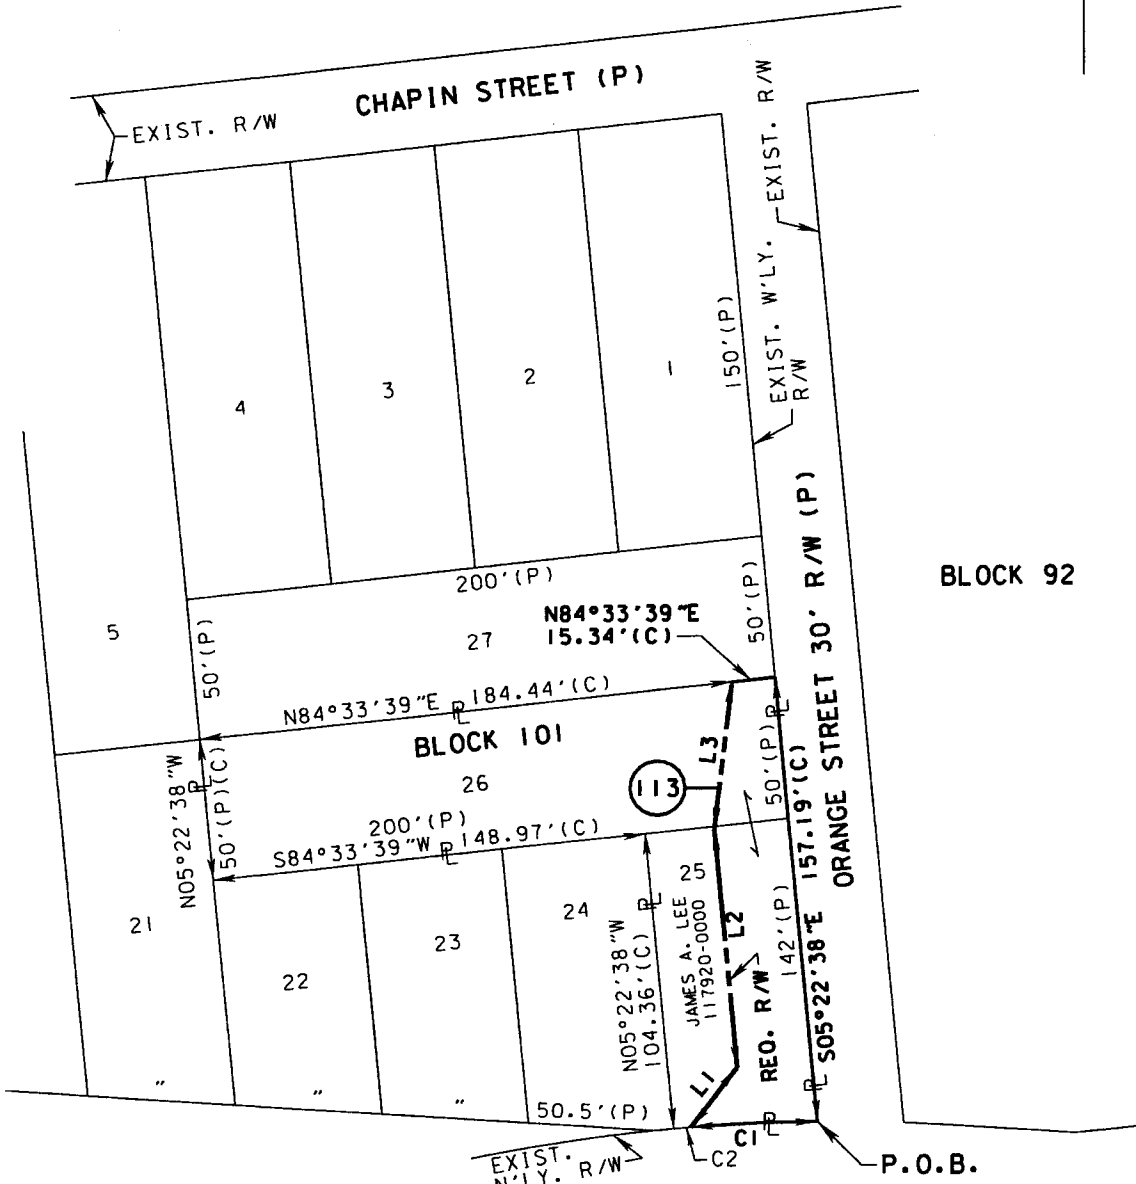 CHAPIN STREET (P)
EXIST. R/W
EXIST. R/W
EXIST. W'LY.
R/W
150'(P)
4
3
2
1
200'(P)
ORANGE STREET 30' R/W (P)
BLOCK 92
5
50'(P)
27
N84°33'39"E
15.34'(C)
50'(P)
N84°33'39"E
184.44'(C)
BLOCK 101
26
113
L3
50'(P)
N05°22'38"W
50'(P)(C)
200'(P)
S84°33'39"W
148.97'(C)
S05°22'38"E 157.19'(C)
21
22
23
24
25
N05°22'38"W
104.36'(C)
JAMES A. LEE
117920-0000
L2
142'(P)
REQ. R/W
L1
"
"
"
50.5'(P)
C1
C2
P.O.B.
EXIST.
N'LY. R/W